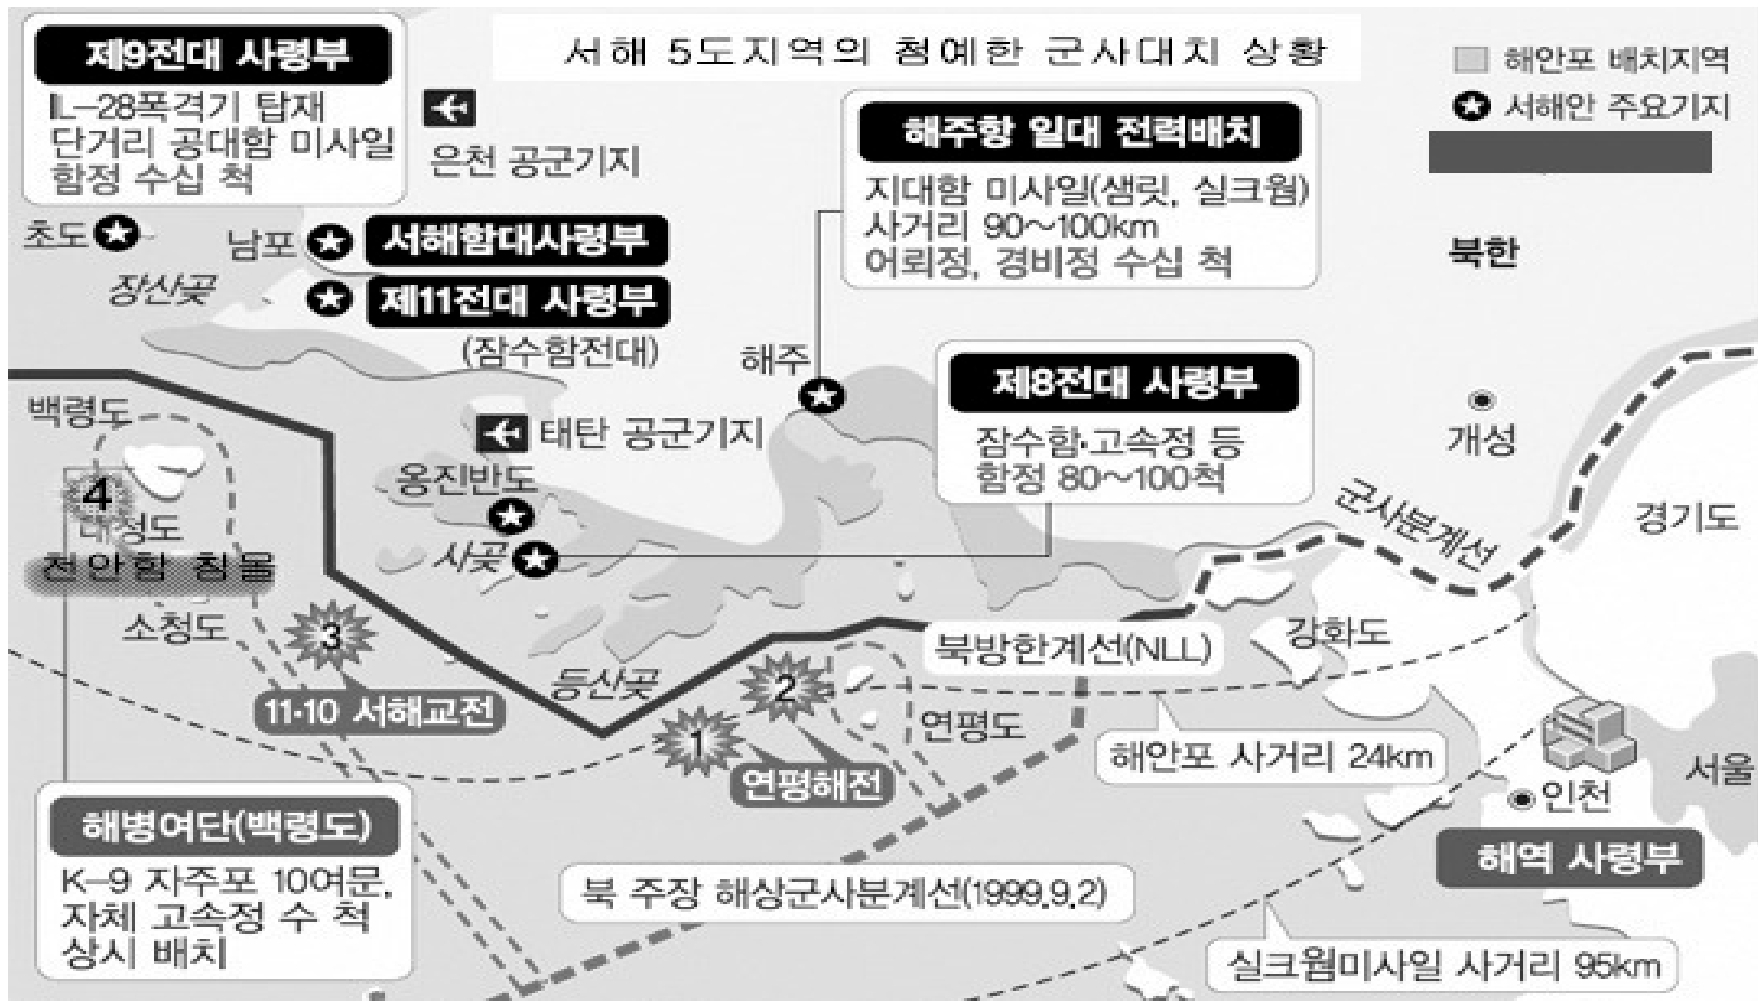 서해 5도지역의 첨예한 군사대치 상황
제9전대 사령부
IL-28폭격기 탑재
단거리 공대함 미사일
함정 수십 척
은천 공군기지
해안포 배치지역
서해안 주요기지
해주항 일대 전력배치
지대함 미사일(샘릿, 실크웜)
사거리 90~100km
어뢰정, 경비정 수십 척
북한
초도
남포
서해함대사령부
장산곶
제11전대 사령부
(잠수함전대)
해주
제8전대 사령부
잠수함·고속정 등
함정 80~100척
백령도
태탄 공군기지
개성
옹진반도
군사분계선
경기도
4
대청도
사곶
천안함 침몰
소청도
3
강화도
북방한계선(NLL)
등산곶
2
11·10 서해교전
1
연평도
연평해전
해안포 사거리 24km
서울
인천
해병여단(백령도)
K-9 자주포 10여문,
자체 고속정 수 척
상시 배치
해역 사령부
북 주장 해상군사분계선(1999.9.2)
실크웜미사일 사거리 95km